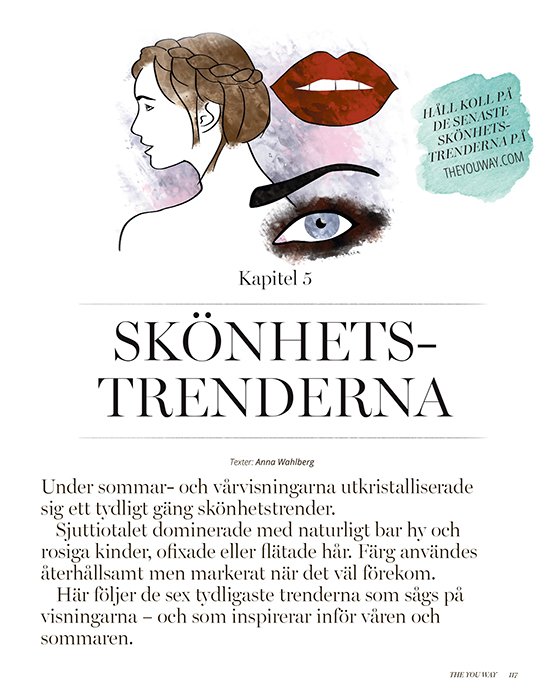 HÅLL KOLL PÅ
DE SENASTE
SKÖNHETS-
TRENDERNA PÅ
THEYOUWAY.COM
Kapitel 5
SKÖNHETS-
TRENDERNA
Texter: Anna Wahlberg
Under sommar- och vårvisningarna utkristalliserade
sig ett tydligt gäng skönhetstrender.
Sjuttiotalet dominerade med naturligt bar hy och
rosiga kinder, ofixade eller flätade hår. Färg användes
återhållsamt men markerat när det väl förekom.
Här följer de sex tydligaste trenderna som sågs på
visningarna – och som inspirerar inför våren och
sommaren.
THE YOU WAY 117